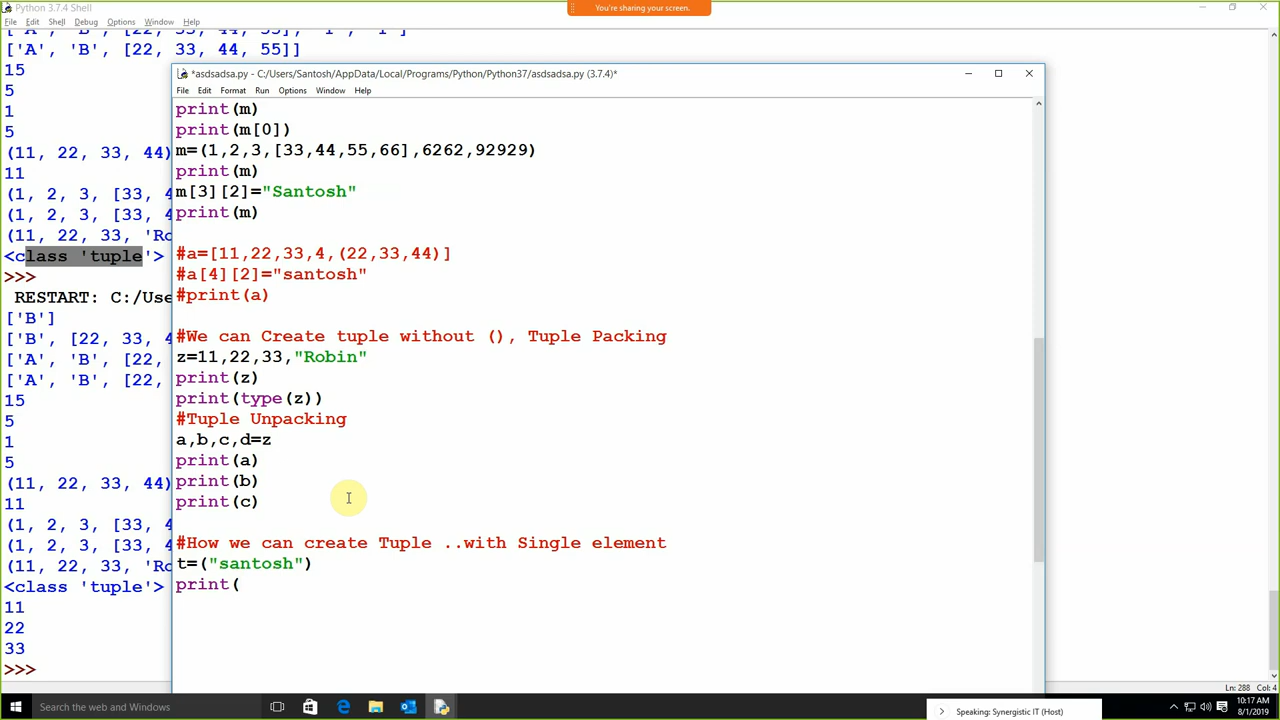 Python 3.7.4 Shell
You're sharing your screen.
File Edit Shell Debug Options Window Help
['A', 'B', [22, 33, 44, 55]]
15
5
1
5
(11, 22, 33, 44)
11
(1, 2, 3, [33, 4
(1, 2, 3, [33, 4
(11, 22, 33, 'Ro
<class 'tuple'>
>>>
RESTART: C:/Use
['B']
['B', [22, 33, 4
['A', 'B', [22,
['A', 'B', [22,
15
5
1
5
(11, 22, 33, 44)
11
(1, 2, 3, [33, 4
(1, 2, 3, [33, 4
(11, 22, 33, 'Ro
<class 'tuple'>
11
22
33
>>>
*asdsadsa.py - C:/Users/Santosh/AppData/Local/Programs/Python/Python37/asdsadsa.py (3.7.4)*
File Edit Format Run Options Window Help
print(m)
print(m[0])
m=(1,2,3,[33,44,55,66],6262,92929)
print(m)
m[3][2]="Santosh"
print(m)
#a=[11,22,33,4,(22,33,44)]
#a[4][2]="santosh"
#print(a)
#We can Create tuple without (), Tuple Packing
z=11,22,33,"Robin"
print(z)
print(type(z))
#Tuple Unpacking
a,b,c,d=z
print(a)
print(b)
print(c)
#How we can create Tuple ..with Single element
t=("santosh")
print(
Ln: 288 Col: 4
Search the web and Windows
Speaking: Synergistic IT (Host)
10:17 AM
8/1/2019